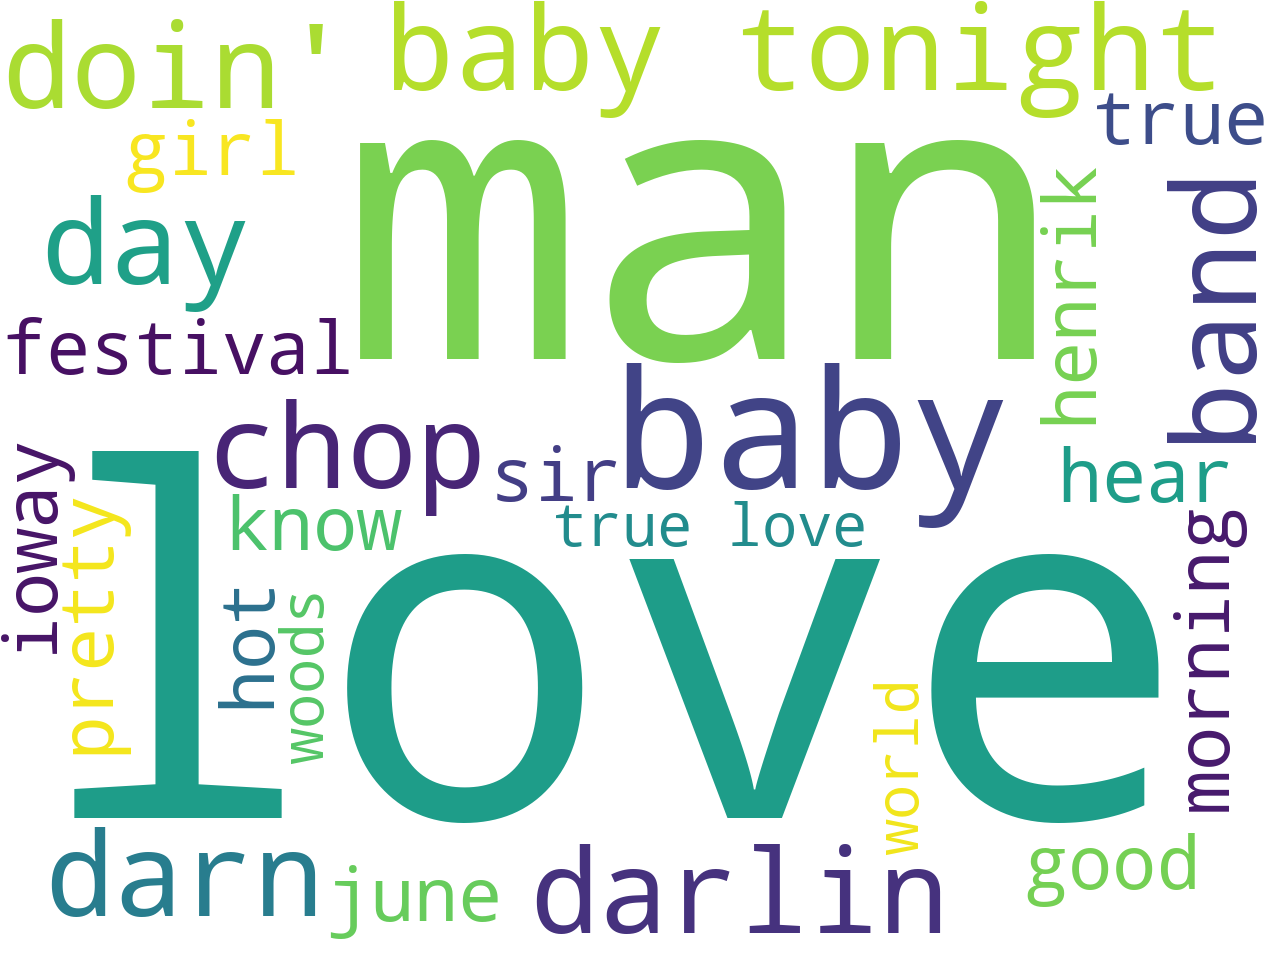 doin'
baby tonight
true
girl
man
henrik
band
day
festival
chop
baby
sir
hear
ioway
pretty
know
true love
love
hot
woods
morning
world
darn
june
darlin
good